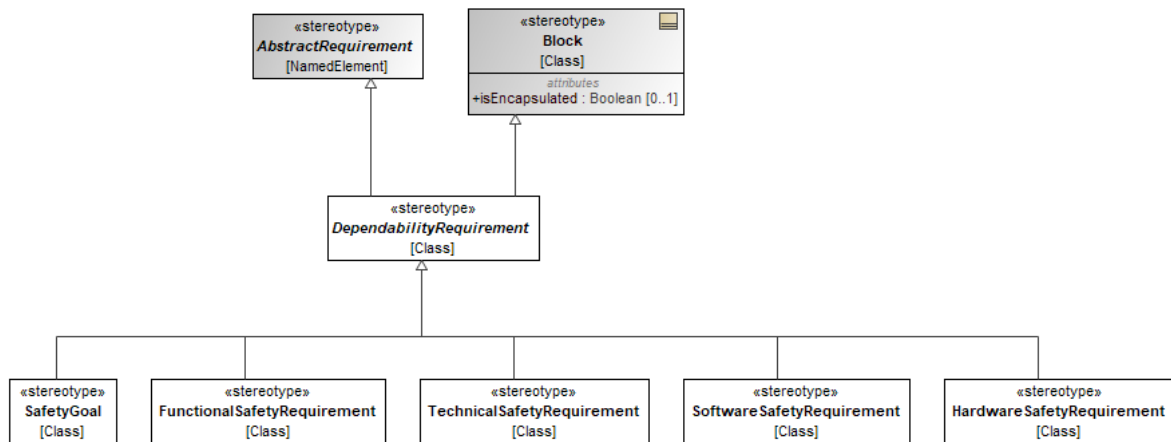 «stereotype»
AbstractRequirement
[NamedElement]
«stereotype»
Block
[Class]
attributes
+isEncapsulated : Boolean [0..1]
«stereotype»
DependabilityRequirement
[Class]
«stereotype»
SafetyGoal
[Class]
«stereotype»
FunctionalSafetyRequirement
[Class]
«stereotype»
TechnicalSafetyRequirement
[Class]
«stereotype»
SoftwareSafetyRequirement
[Class]
«stereotype»
HardwareSafetyRequirement
[Class]